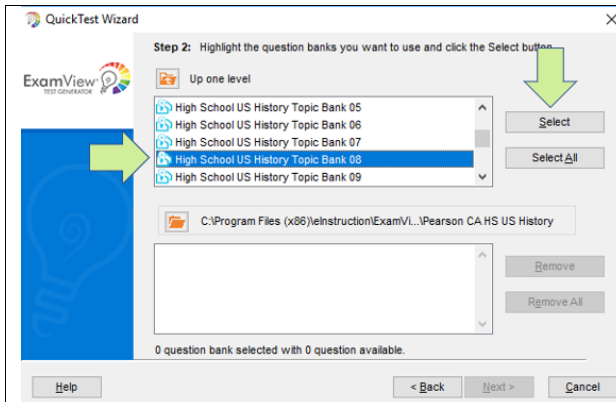 QuickTest Wizard
Step 2: Highlight the question banks you want to use and click the Select button.
ExamView
TEST GENERATOR
Up one level
High School US History Topic Bank 05
High School US History Topic Bank 06
High School US History Topic Bank 07
High School US History Topic Bank 08
High School US History Topic Bank 09
Select
Select All
C:\Program Files (x86)\eInstruction\ExamVi...\Pearson CA HS US History
Remove
Remove All
0 question bank selected with 0 question available.
Help
< Back
Next >
Cancel